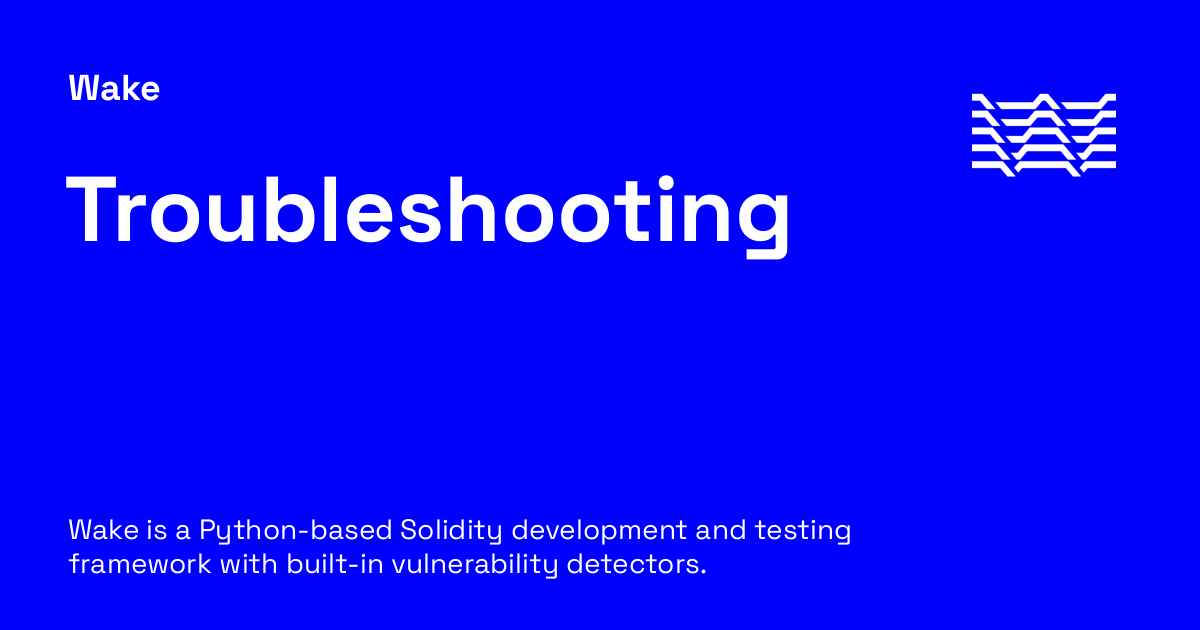 Wake
Troubleshooting
Wake is a Python-based Solidity development and testing
framework with built-in vulnerability detectors.